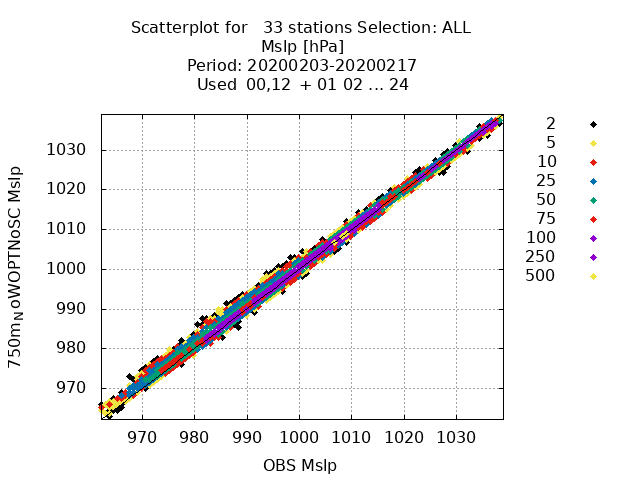 Scatterplot for   33 stations Selection: ALL
Mslp [hPa]
Period: 20200203-20200217
Used  00,12  + 01 02 ... 24
750m_NoWOPTNoSC Mslp
1030
1020
1010
1000
990
980
970
970 980 990 1000 1010 1020 1030
OBS Mslp
2
5
10
25
50
75
100
250
500